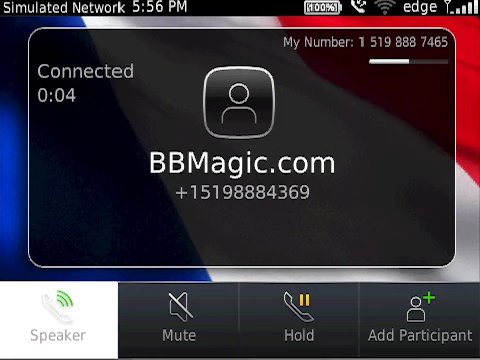 Simulated Network 5:56 PM [100%] edge
My Number: 1 519 888 7465
Connected
0:04
BBMagic.com
+15198884369
Speaker Mute Hold Add Participant